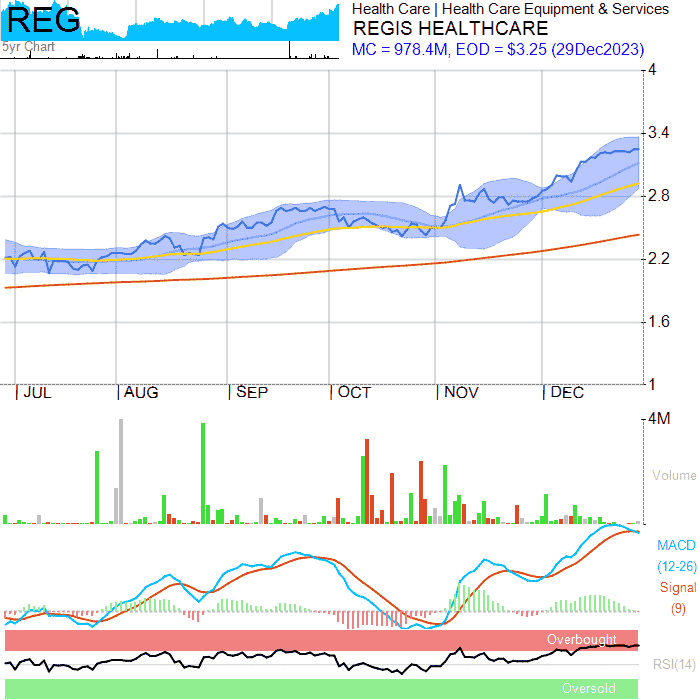 REG
5yr Chart
Health Care | Health Care Equipment & Services
REGIS HEALTHCARE
MC = 978.4M, EOD = $3.25 (29Dec2023)
4
3.4
2.8
2.2
1.6
1
JUL AUG SEP OCT NOV DEC
4M
Volume
MACD
(12-26)
Signal
(9)
Overbought
RSI(14)
Oversold